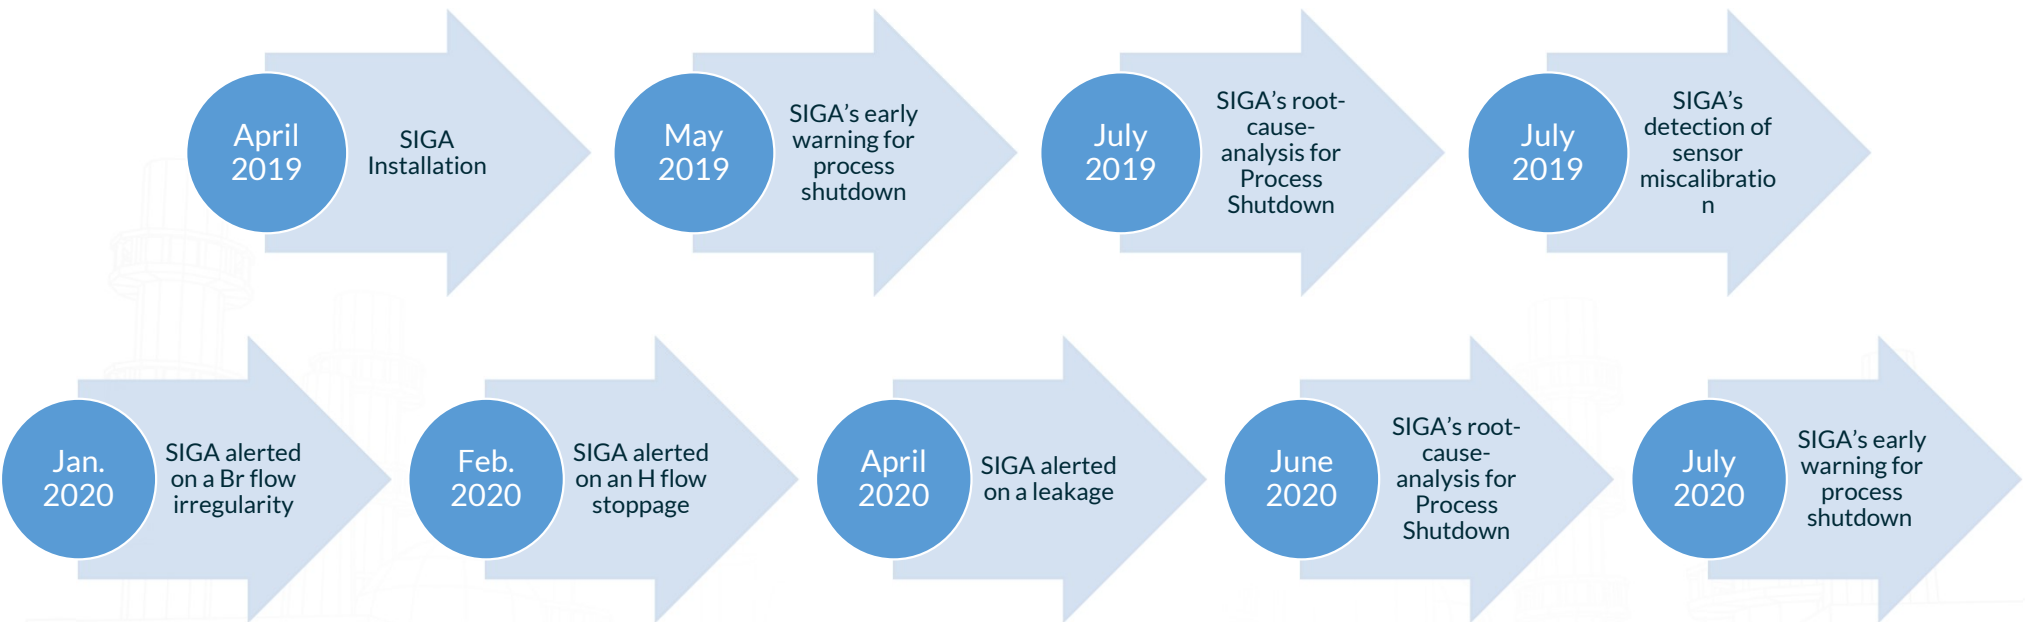 April
2019
SIGA
Installation
May
2019
SIGA’s early
warning for
process
shutdown
July
2019
SIGA’s root-
cause-
analysis for
Process
Shutdown
July
2019
SIGA’s
detection of
sensor
miscalibratio
n
Jan.
2020
SIGA alerted
on a Br flow
irregularity
Feb.
2020
SIGA alerted
on an H flow
stoppage
April
2020
SIGA alerted
on a leakage
June
2020
SIGA’s root-
cause-
analysis for
Process
Shutdown
July
2020
SIGA’s early
warning for
process
shutdown